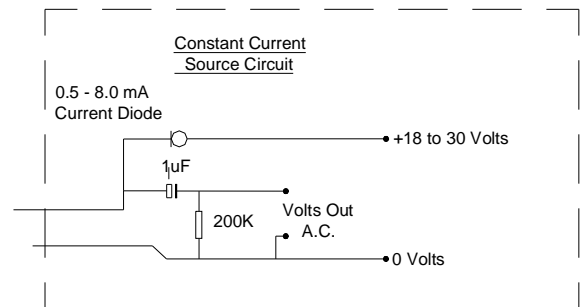 Constant Current
Source Circuit
0.5 - 8.0 mA
Current Diode
+18 to 30 Volts
1uF
200K
Volts Out
A.C.
0 Volts